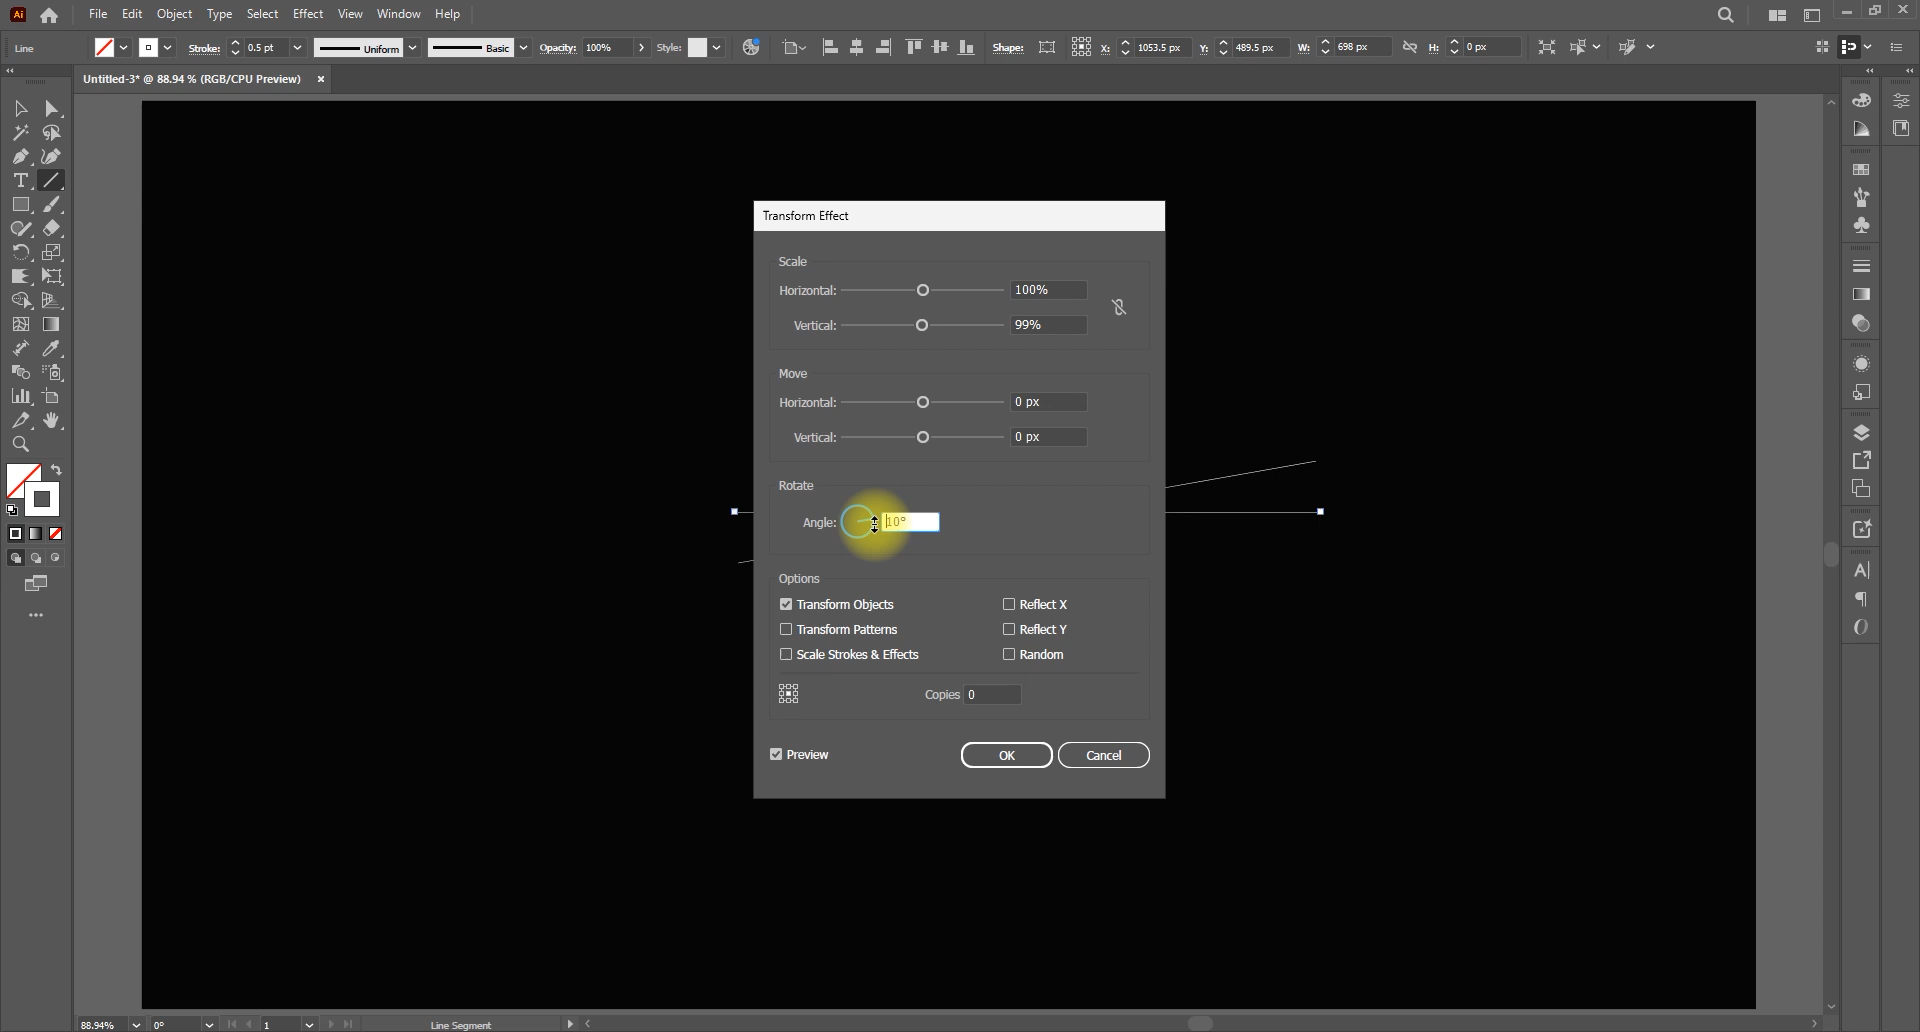 Ai File Edit Object Type Select Effect View Window Help
Line Stroke: 0.5 pt Uniform Basic Opacity: 100% Style: Shape: X: 1053.5 px Y: 489.5 px W: 698 px H: 0 px
Untitled-3* @ 88.94 % (RGB/CPU Preview) ×
Transform Effect
Scale
Horizontal: 100%
Vertical: 99%
Move
Horizontal: 0 px
Vertical: 0 px
Rotate
Angle: 10°
Options
Transform Objects Reflect X
Transform Patterns Reflect Y
Scale Strokes & Effects Random
Copies 0
Preview OK Cancel
88.94% 0° 1 Line Segment